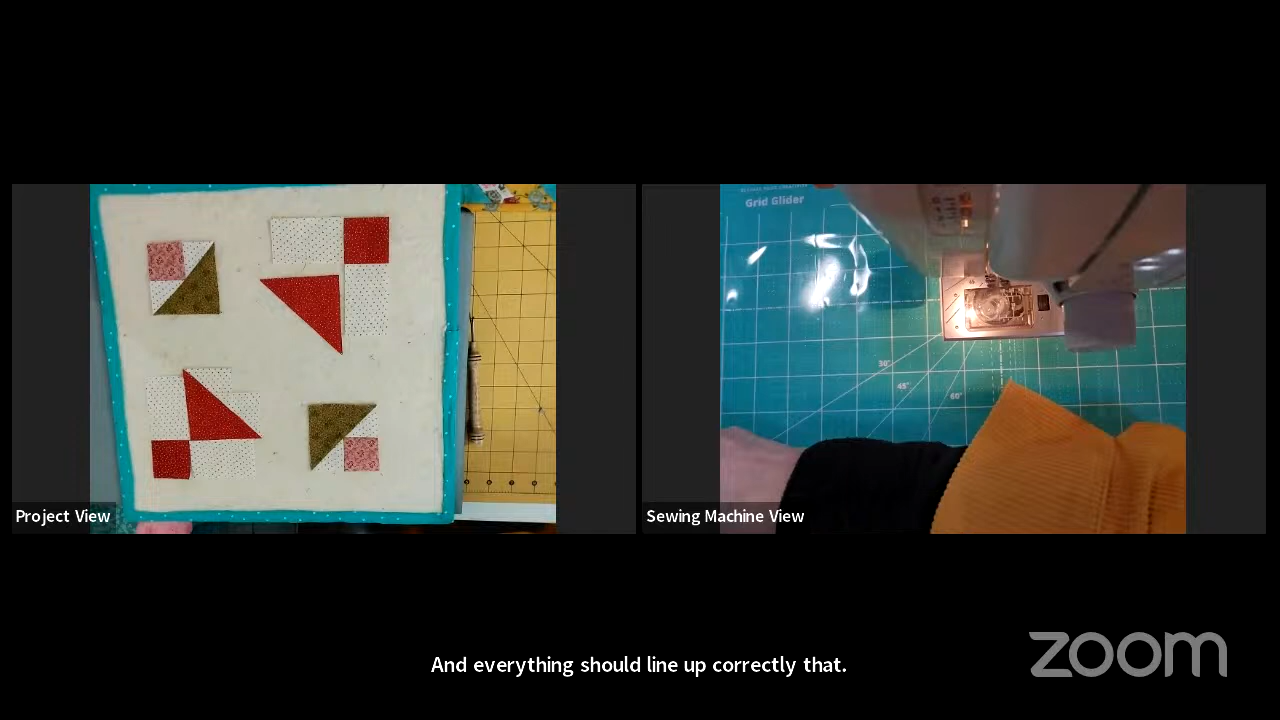 Grid Glider
30°
45°
60°
Project View
Sewing Machine View
And everything should line up correctly that.
zoom